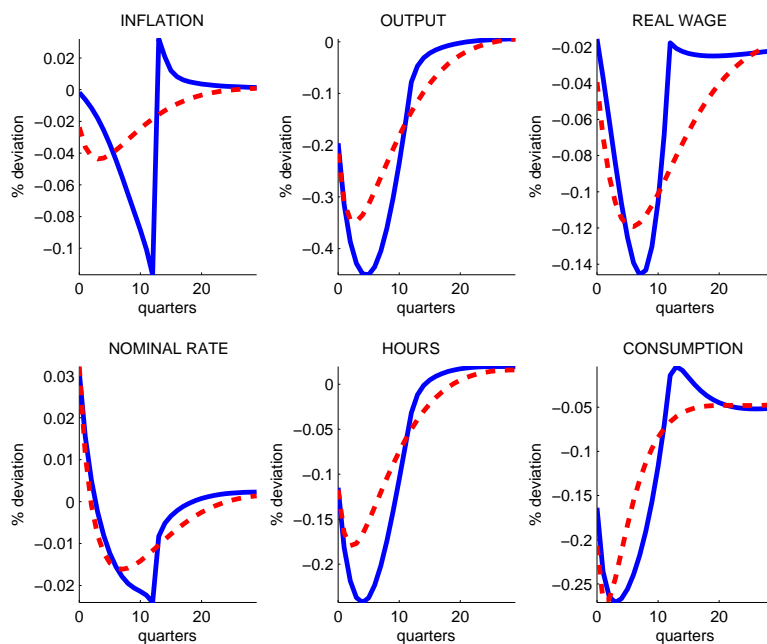 INFLATION
% deviation
0.02
0
−0.02
−0.04
−0.06
−0.08
−0.1
0 10 20
quarters
OUTPUT
% deviation
0
−0.1
−0.2
−0.3
−0.4
0 10 20
quarters
REAL WAGE
% deviation
−0.02
−0.04
−0.06
−0.08
−0.1
−0.12
−0.14
0 10 20
quarters
NOMINAL RATE
% deviation
0.03
0.02
0.01
0
−0.01
−0.02
0 10 20
quarters
HOURS
% deviation
0
−0.05
−0.1
−0.15
−0.2
0 10 20
quarters
CONSUMPTION
% deviation
−0.05
−0.1
−0.15
−0.2
−0.25
0 10 20
quarters